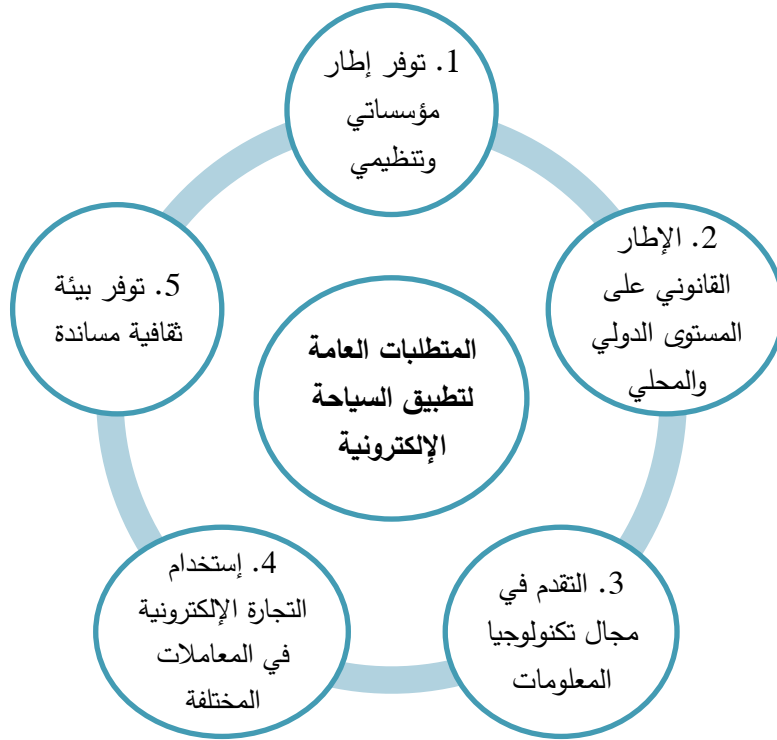 1. توفر إطار
مؤسساتي
وتنظيمي
2. الإطار
القانوني على
المستوى الدولي
والمحلي
3. التقدم في
مجال تكنولوجيا
المعلومات
4. إستخدام
التجارة الإلكترونية
في المعاملات
المختلفة
5. توفر بيئة
ثقافية مساندة
المتطلبات العامة
لتطبيق السياحة
الإلكترونية